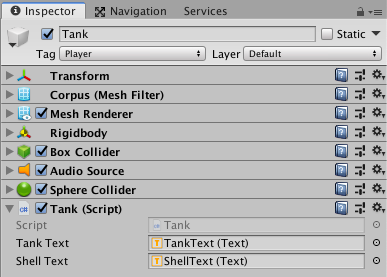 Inspector Navigation Services
Tank Static
Tag Player Layer Default
Transform
Corpus (Mesh Filter)
Mesh Renderer
Rigidbody
Box Collider
Audio Source
Sphere Collider
Tank (Script)
Script Tank
Tank Text TankText (Text)
Shell Text ShellText (Text)